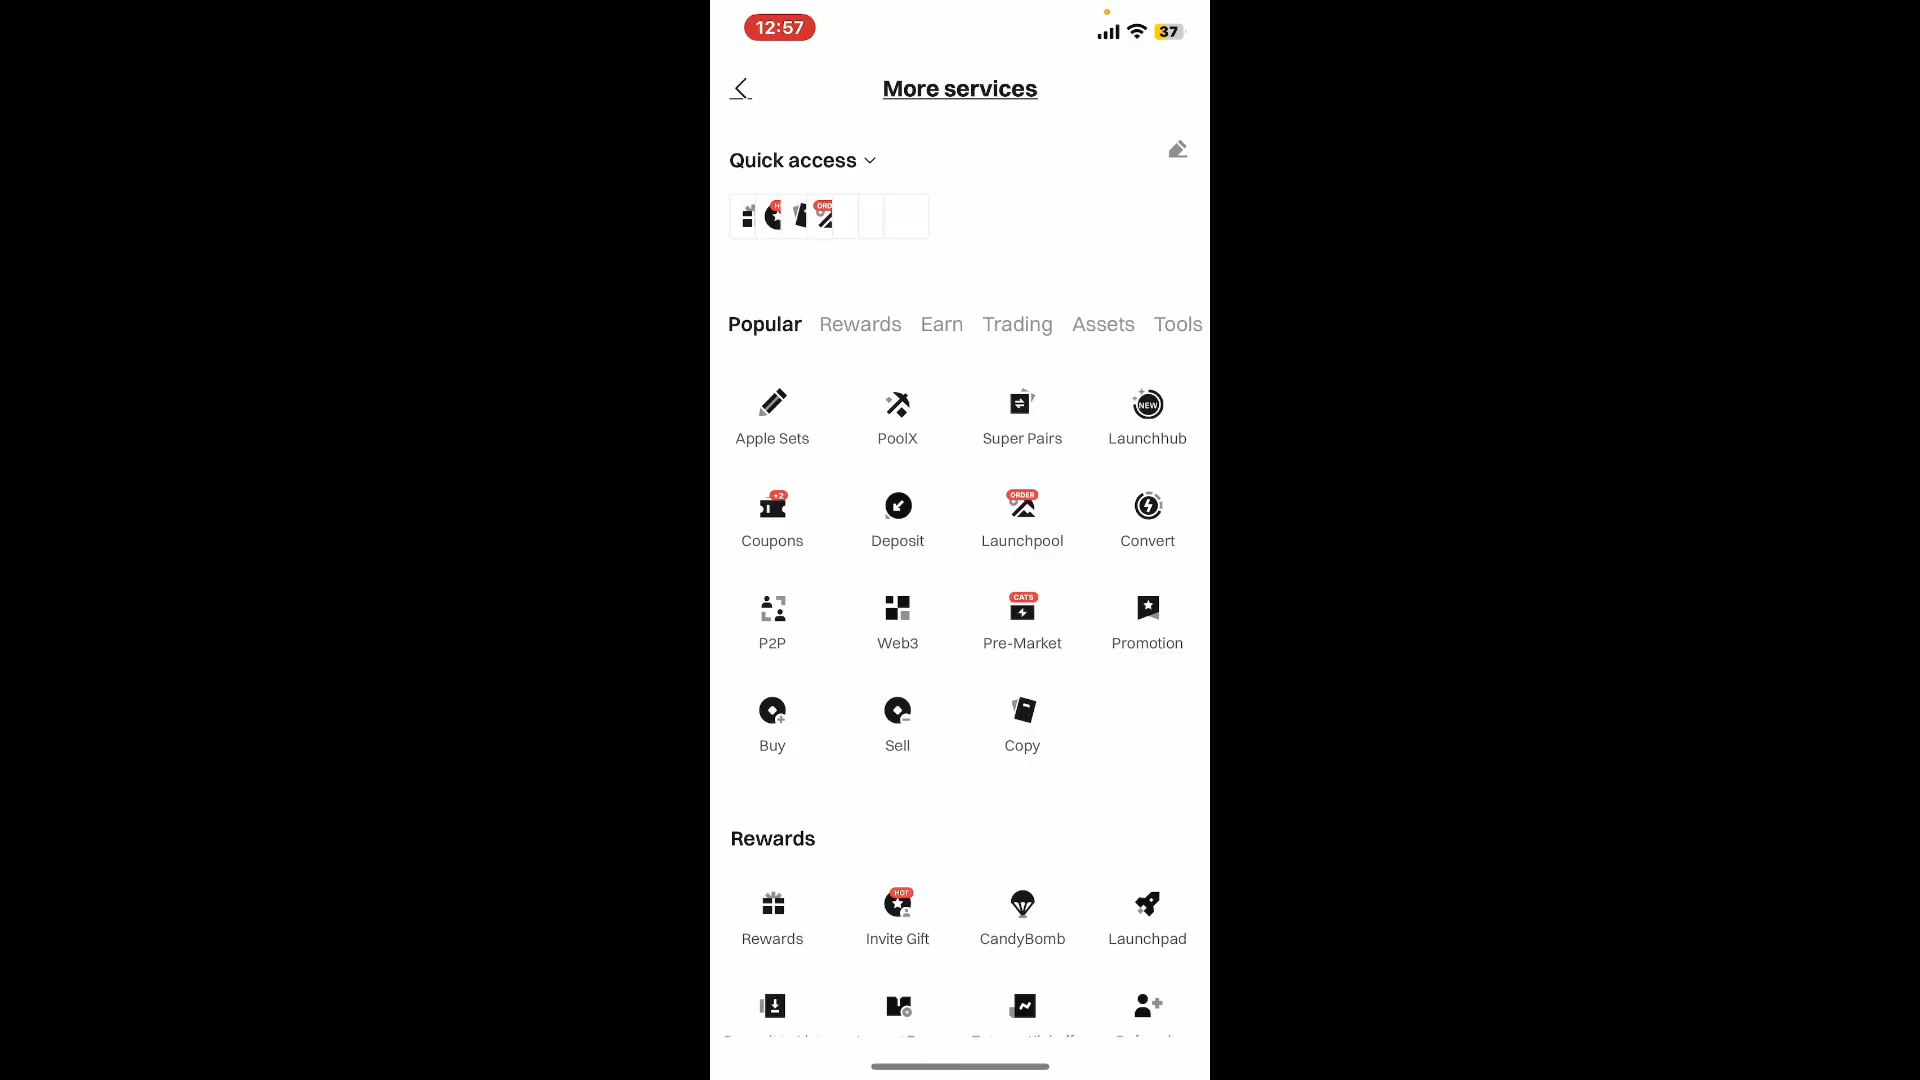 12:57
37
More services
Quick access
ORD
Popular Rewards Earn Trading Assets Tools
NEW
Apple Sets PoolX Super Pairs Launchhub
+2 ORDER
Coupons Deposit Launchpool Convert
CATS
P2P Web3 Pre-Market Promotion
Buy Sell Copy
Rewards
HOT
Rewards Invite Gift CandyBomb Launchpad